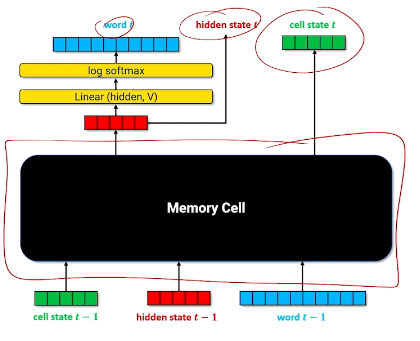 word t
hidden state t
cell state t
log softmax
Linear (hidden, V)
Memory Cell
cell state t − 1
hidden state t − 1
word t − 1